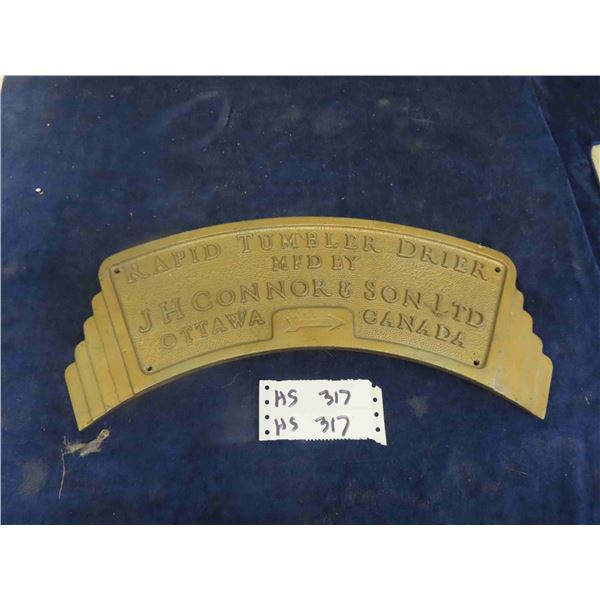 RAPID TUMBLER DRIER
MFD BY
J H CONNOR & SON LTD
OTTAWA CANADA
HS 317
HS 317